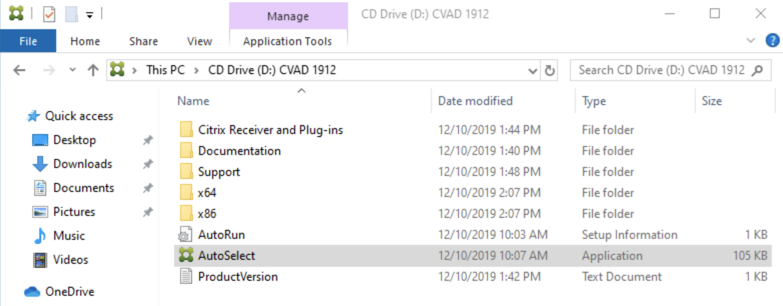 Manage
CD Drive (D:) CVAD 1912
File Home Share View Application Tools
This PC > CD Drive (D:) CVAD 1912
Search CD Drive (D:) CVAD 1912
Name Date modified Type Size
Quick access
Desktop
Downloads
Documents
Pictures
Music
Videos
OneDrive
Citrix Receiver and Plug-ins 12/10/2019 1:44 PM File folder
Documentation 12/10/2019 1:40 PM File folder
Support 12/10/2019 1:48 PM File folder
x64 12/10/2019 2:07 PM File folder
x86 12/10/2019 2:07 PM File folder
AutoRun 12/10/2019 10:03 AM Setup Information 1 KB
AutoSelect 12/10/2019 10:07 AM Application 105 KB
ProductVersion 12/10/2019 1:42 PM Text Document 1 KB